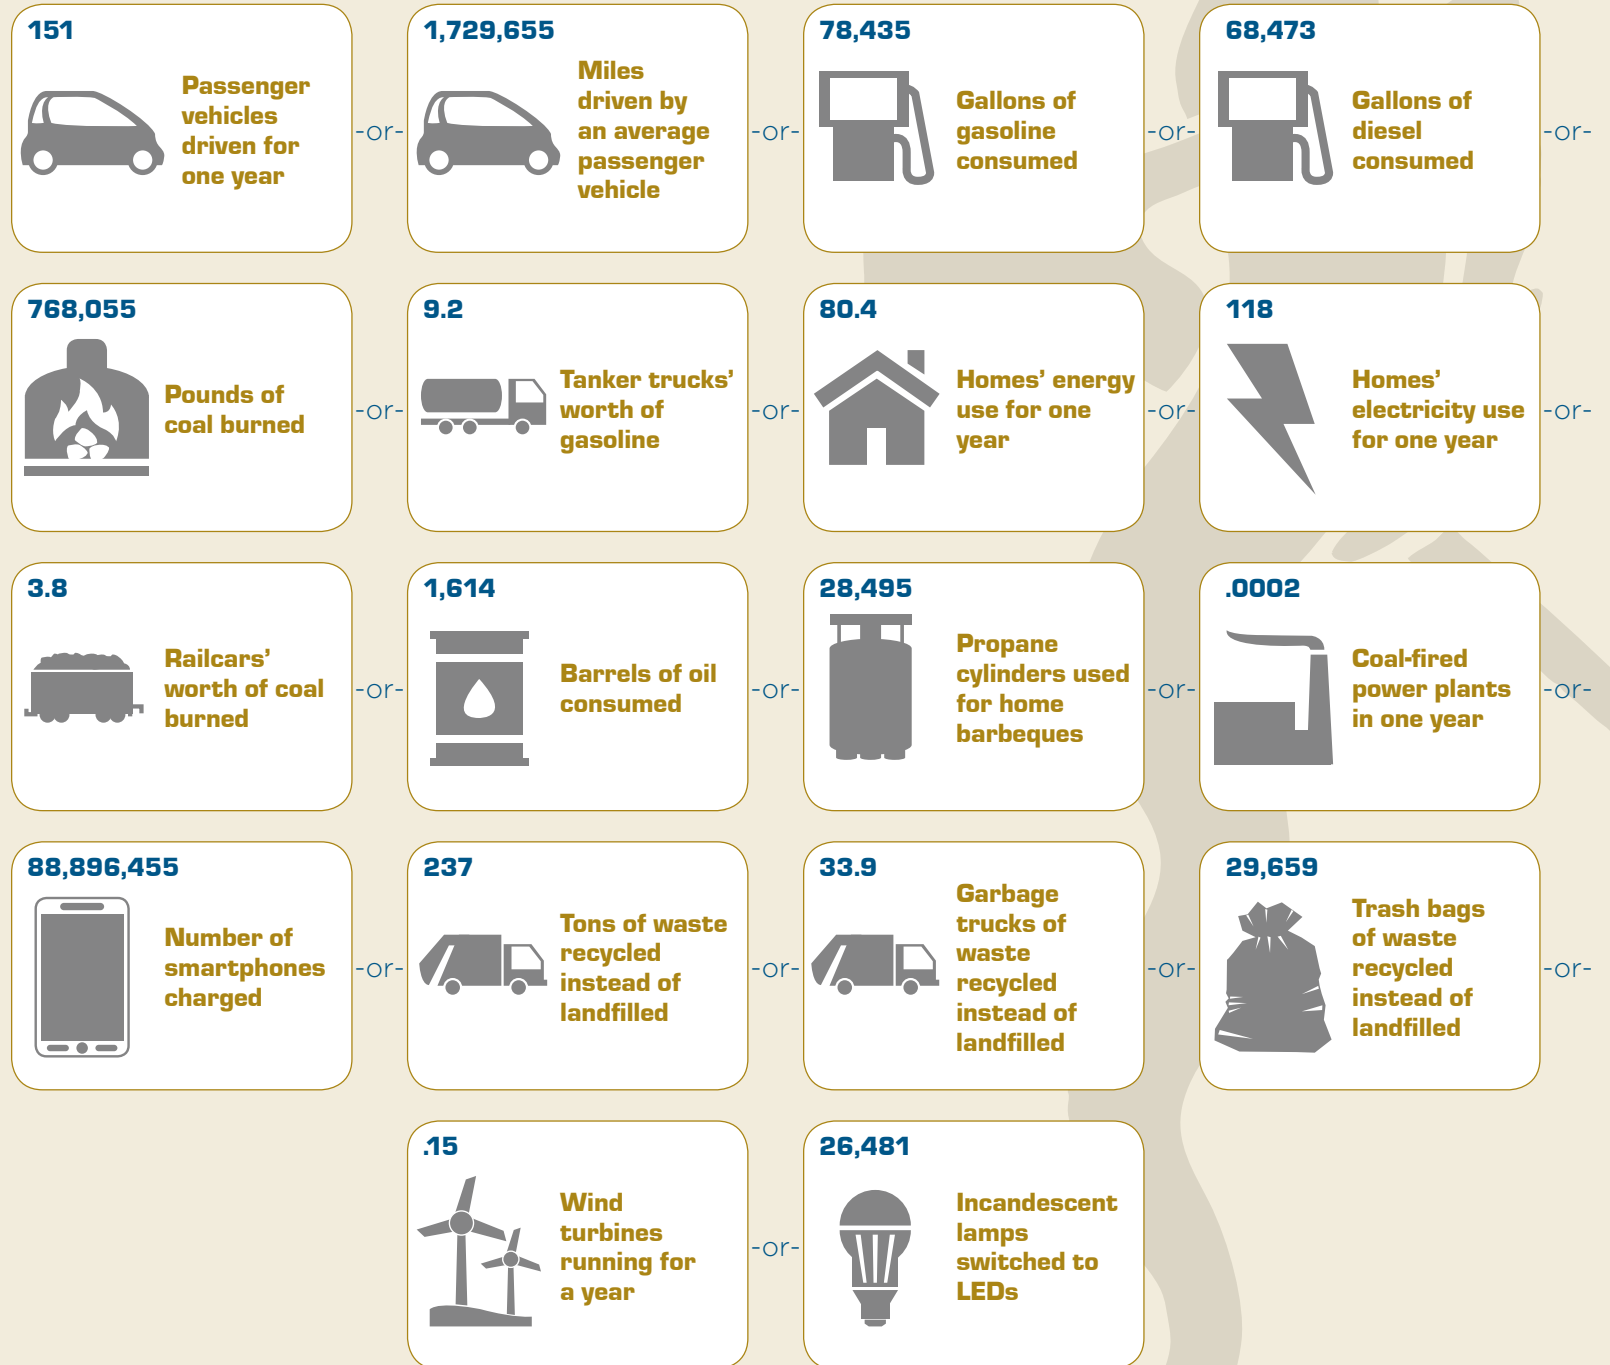 151
Passenger
vehicles
driven for
one year
-or-
1,729,655
Miles
driven by
an average
passenger
vehicle
-or-
78,435
Gallons of
gasoline
consumed
-or-
68,473
Gallons of
diesel
consumed
-or-
768,055
Pounds of
coal burned
-or-
9.2
Tanker trucks'
worth of
gasoline
-or-
80.4
Homes' energy
use for one
year
-or-
118
Homes'
electricity use
for one year
-or-
3.8
Railcars'
worth of coal
burned
-or-
1,614
Barrels of oil
consumed
-or-
28,495
Propane
cylinders used
for home
barbeques
-or-
.0002
Coal-fired
power plants
in one year
-or-
88,896,455
Number of
smartphones
charged
-or-
237
Tons of waste
recycled
instead of
landfilled
-or-
33.9
Garbage
trucks of
waste
recycled
instead of
landfilled
-or-
29,659
Trash bags
of waste
recycled
instead of
landfilled
-or-
.15
Wind
turbines
running for
a year
-or-
26,481
Incandescent
lamps
switched to
LEDs